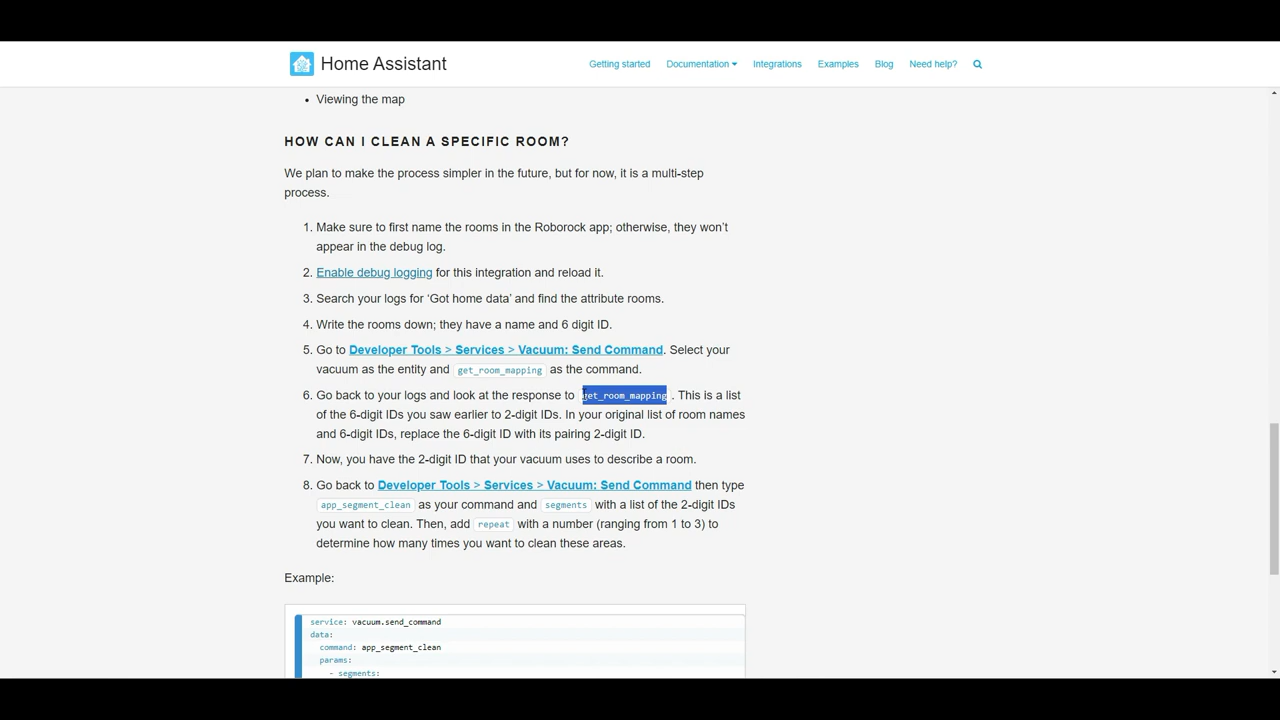 Home Assistant
Getting started
Documentation
Integrations
Examples
Blog
Need help?
• Viewing the map
HOW CAN I CLEAN A SPECIFIC ROOM?
We plan to make the process simpler in the future, but for now, it is a multi-step
process.
1. Make sure to first name the rooms in the Roborock app; otherwise, they won’t
appear in the debug log.
2. Enable debug logging for this integration and reload it.
3. Search your logs for ‘Got home data’ and find the attribute rooms.
4. Write the rooms down; they have a name and 6 digit ID.
5. Go to Developer Tools > Services > Vacuum: Send Command. Select your
vacuum as the entity and get_room_mapping as the command.
6. Go back to your logs and look at the response to get_room_mapping . This is a list
of the 6-digit IDs you saw earlier to 2-digit IDs. In your original list of room names
and 6-digit IDs, replace the 6-digit ID with its pairing 2-digit ID.
7. Now, you have the 2-digit ID that your vacuum uses to describe a room.
8. Go back to Developer Tools > Services > Vacuum: Send Command then type
app_segment_clean as your command and segments with a list of the 2-digit IDs
you want to clean. Then, add repeat with a number (ranging from 1 to 3) to
determine how many times you want to clean these areas.
Example:
service: vacuum.send_command
data:
command: app_segment_clean
params:
- segments: